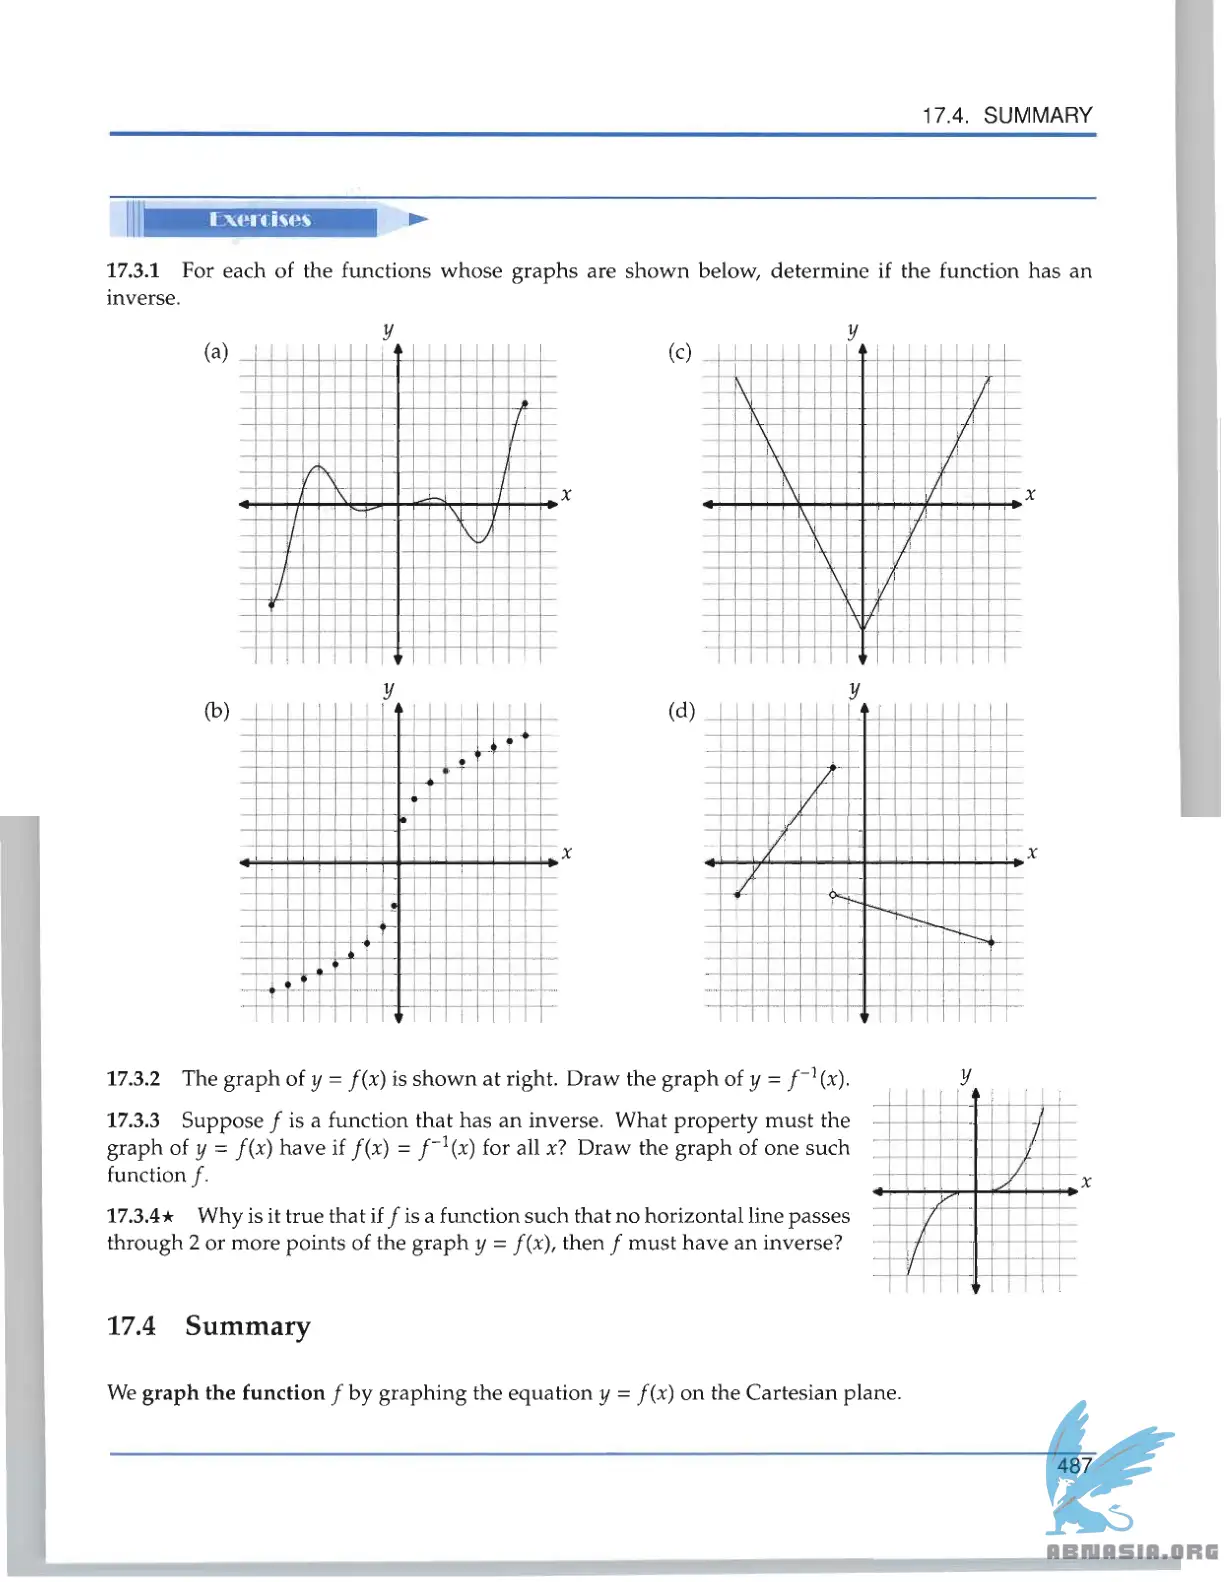 17.4. SUMMARY
Exercises
17.3.1 For each of the functions whose graphs are shown below, determine if the function has an
inverse.
(a)
y
x
(c)
y
x
(b)
y
x
(d)
y
x
17.3.2 The graph of y = f(x) is shown at right. Draw the graph of y = f⁻¹(x).
17.3.3 Suppose f is a function that has an inverse. What property must the
graph of y = f(x) have if f(x) = f⁻¹(x) for all x? Draw the graph of one such
function f.
17.3.4★ Why is it true that if f is a function such that no horizontal line passes
through 2 or more points of the graph y = f(x), then f must have an inverse?
y
x
17.4 Summary
We graph the function f by graphing the equation y = f(x) on the Cartesian plane.
487
ABNASIA.ORG